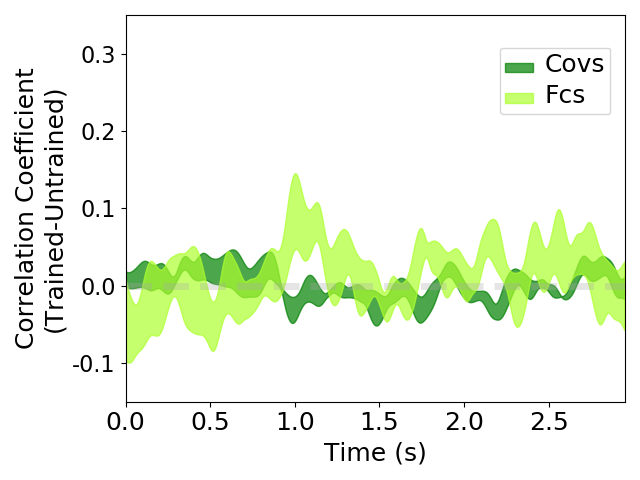 Correlation Coefficient
(Trained-Untrained)
0.3
0.2
0.1
0.0
-0.1
Covs
Fcs
0.0 0.5 1.0 1.5 2.0 2.5
Time (s)